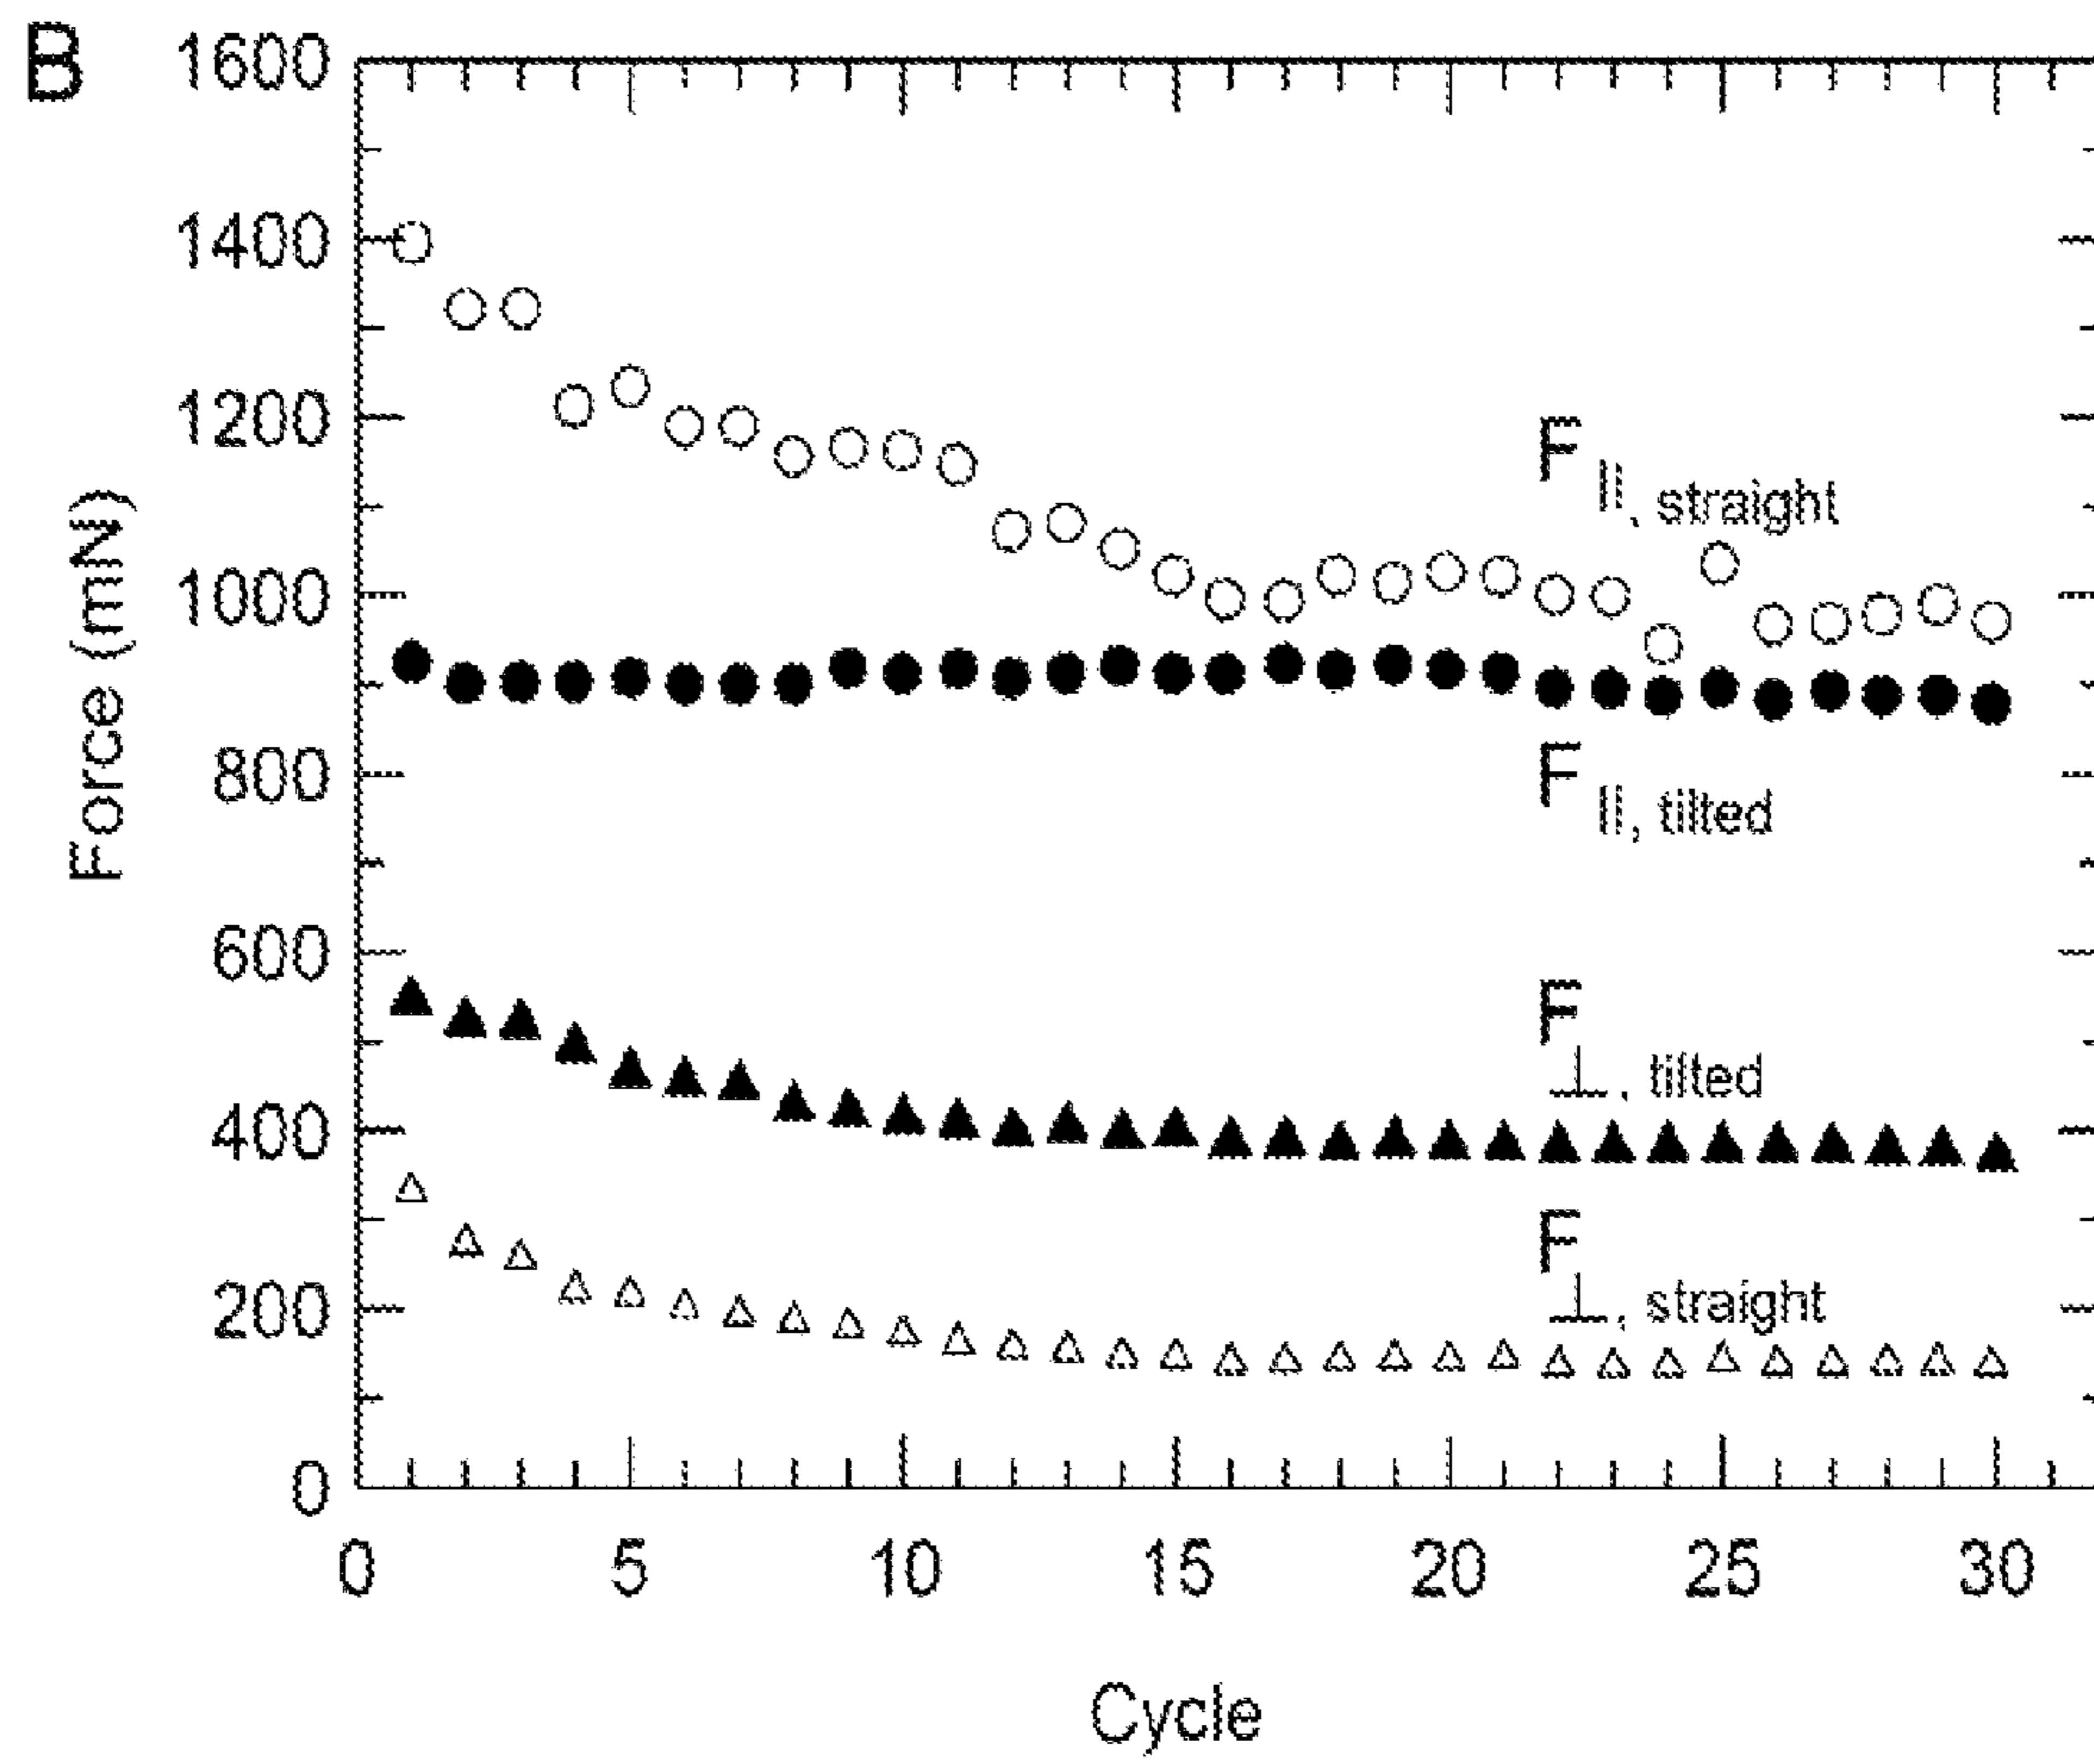 B
1600
1400
1200
1000
800
600
400
200
0
Force (mN)
F ||, straight
F ||, tilted
F ⊥, tilted
F ⊥, straight
0 5 10 15 20 25 30
Cycle